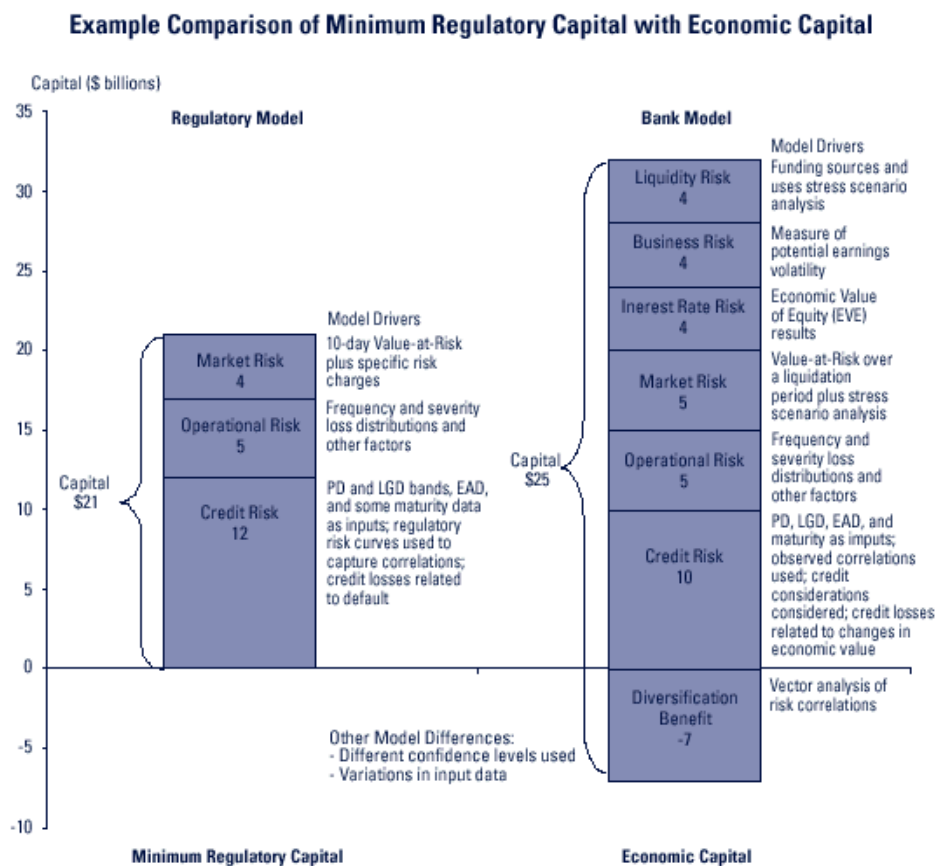 Example Comparison of Minimum Regulatory Capital with Economic Capital
Capital ($ billions)
35
30
25
20
15
10
5
0
-5
-10
Regulatory Model
Model Drivers
Market Risk
4
10-day Value-at-Risk
plus specific risk
charges
Operational Risk
5
Frequency and severity
loss distributions and
other factors
Capital
$21
Credit Risk
12
PD and LGD bands, EAD,
and some maturity data
as inputs; regulatory
risk curves used to
capture correlations;
credit losses related
to default
Minimum Regulatory Capital
Bank Model
Model Drivers
Liquidity Risk
4
Funding sources and
uses stress scenario
analysis
Business Risk
4
Measure of
potential earnings
volatility
Inerest Rate Risk
4
Economic Value
of Equity (EVE)
results
Market Risk
5
Value-at-Risk over
a liquidation
period plus stress
scenario analysis
Capital
$25
Operational Risk
5
Frequency and
severity loss
distributions and
other factors
Credit Risk
10
PD, LGD, EAD, and
maturity as imputs;
observed correlations
used; credit
considerations
considered; credit losses
related to changes in
economic value
Diversification
Benefit
-7
Vector analysis of
risk correlations
Other Model Differences:
- Different confidence levels used
- Variations in input data
Economic Capital